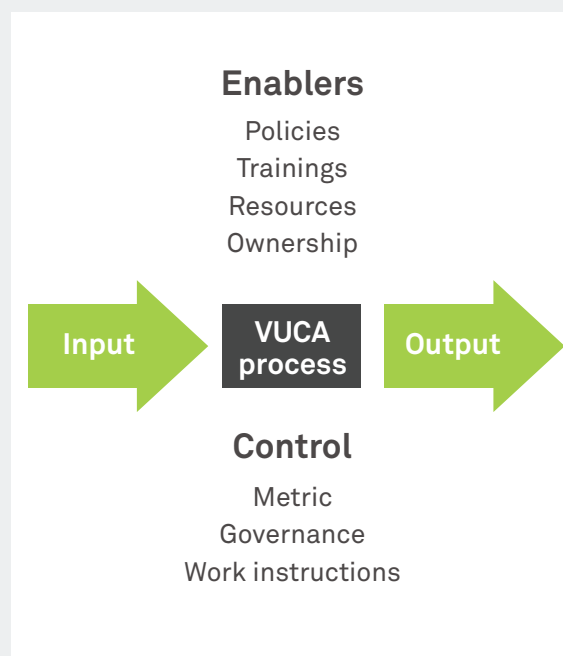 Enablers
Policies
Trainings
Resources
Ownership
Input
VUCA
process
Output
Control
Metric
Governance
Work instructions